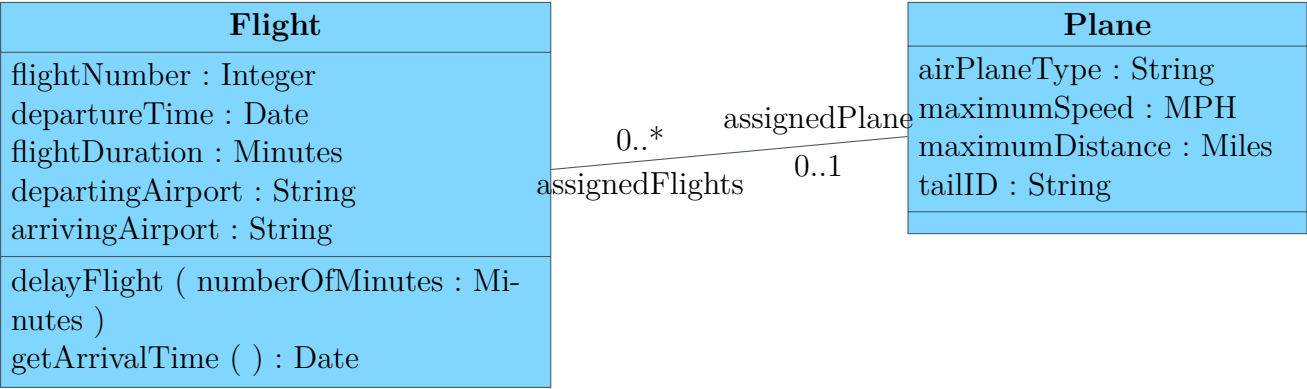 Flight
flightNumber : Integer
departureTime : Date
flightDuration : Minutes
departingAirport : String
arrivingAirport : String
delayFlight ( numberOfMinutes : Mi-
nutes )
getArrivalTime ( ) : Date
0..*
assignedFlights
assignedPlane
0..1
Plane
airPlaneType : String
maximumSpeed : MPH
maximumDistance : Miles
tailID : String